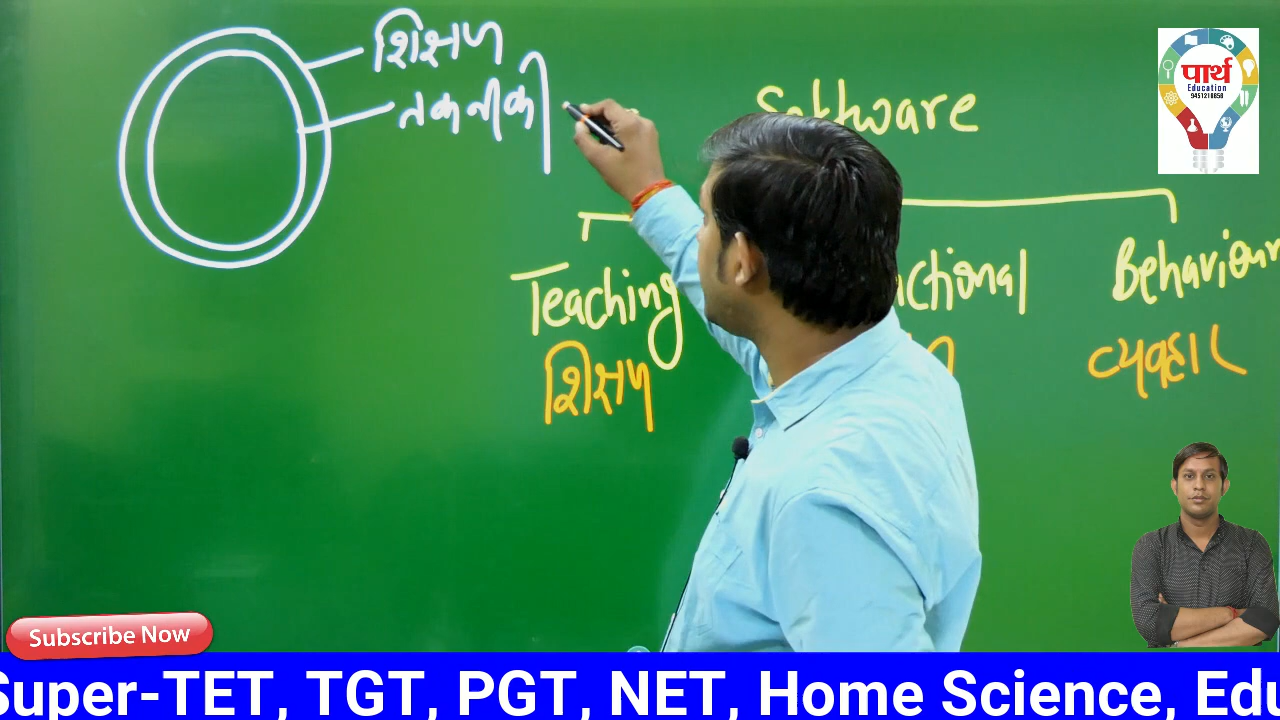 शिक्षण
तकनीकी
Software
Teaching
ctional
Behaviour
शिक्षण
व्यवहार
पार्थ
Education
9451210650
Subscribe Now
Super-TET, TGT, PGT, NET, Home Science, Edu